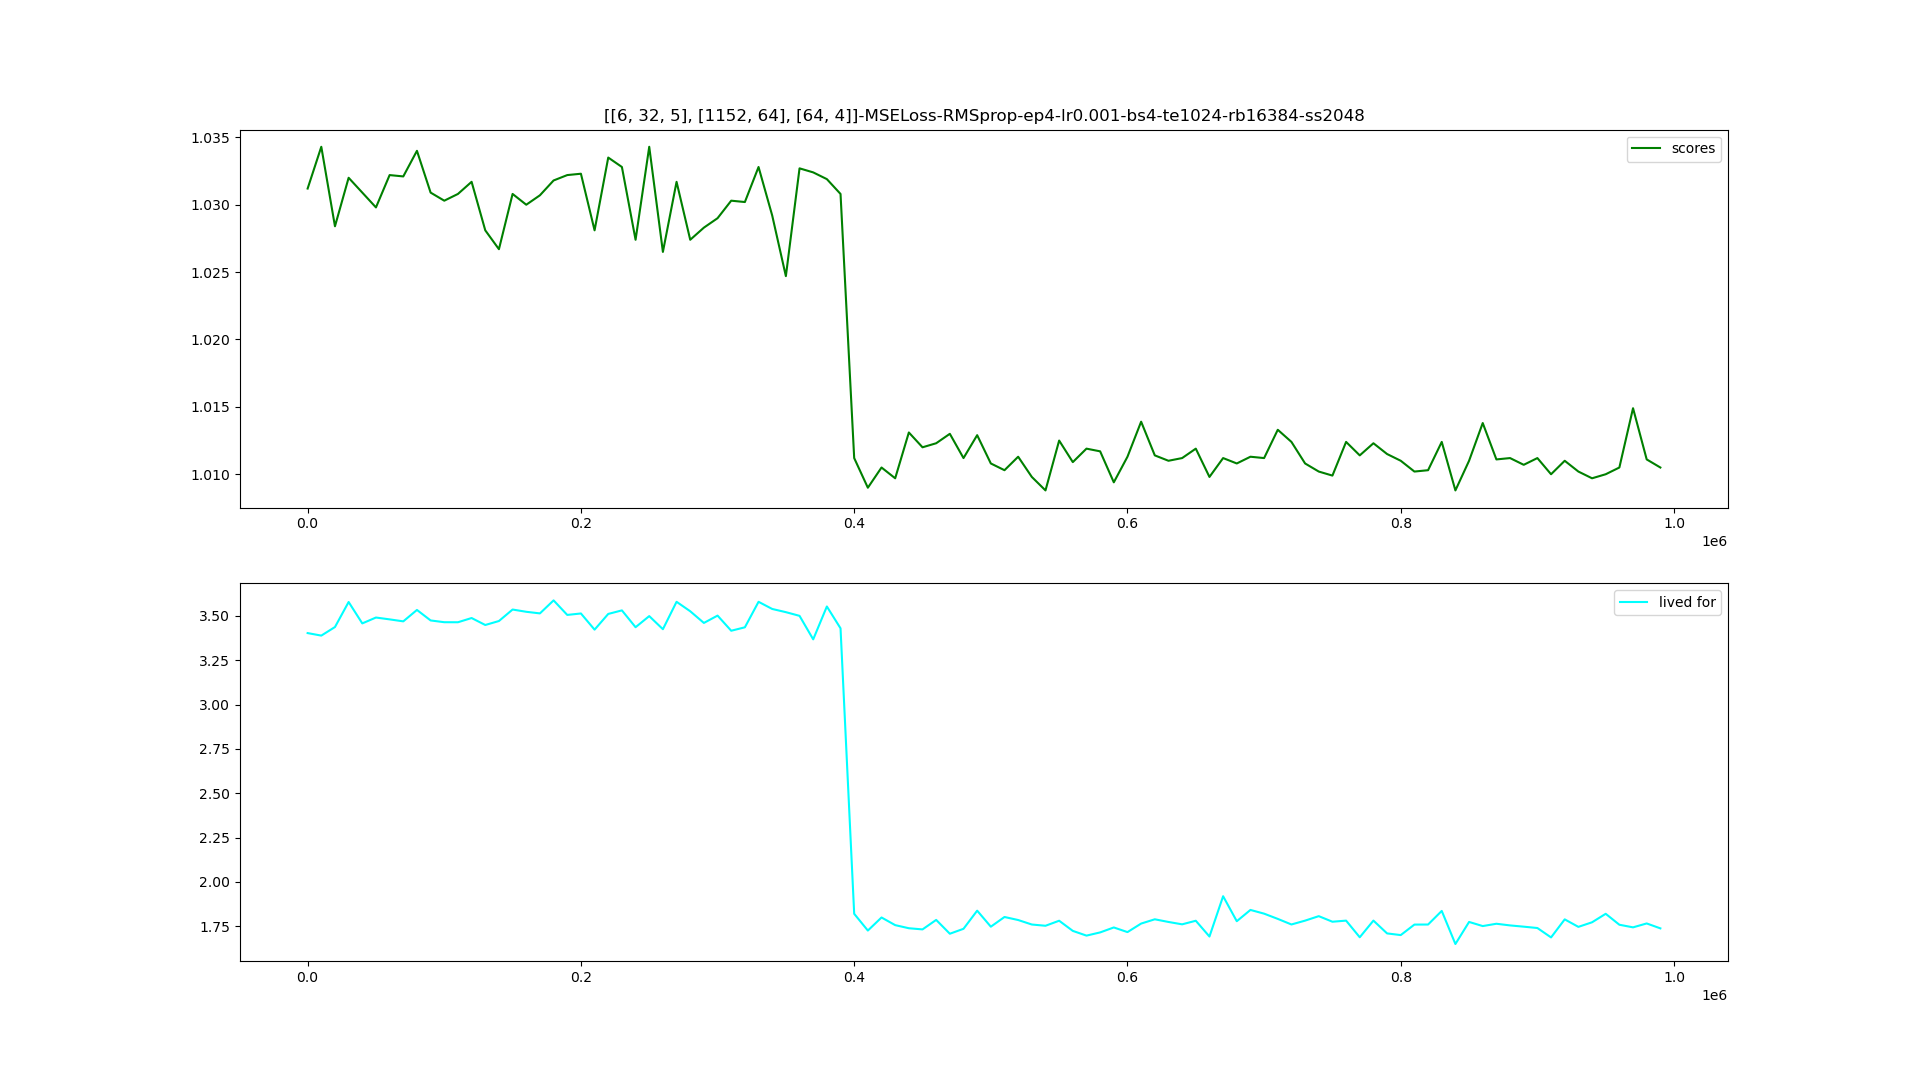 [[6, 32, 5], [1152, 64], [64, 4]]-MSELoss-RMSprop-ep4-lr0.001-bs4-te1024-rb16384-ss2048
scores
1.035
1.030
1.025
1.020
1.015
1.010
0.0 0.2 0.4 0.6 0.8 1.0
1e6
lived for
3.50
3.25
3.00
2.75
2.50
2.25
2.00
1.75
0.0 0.2 0.4 0.6 0.8 1.0
1e6